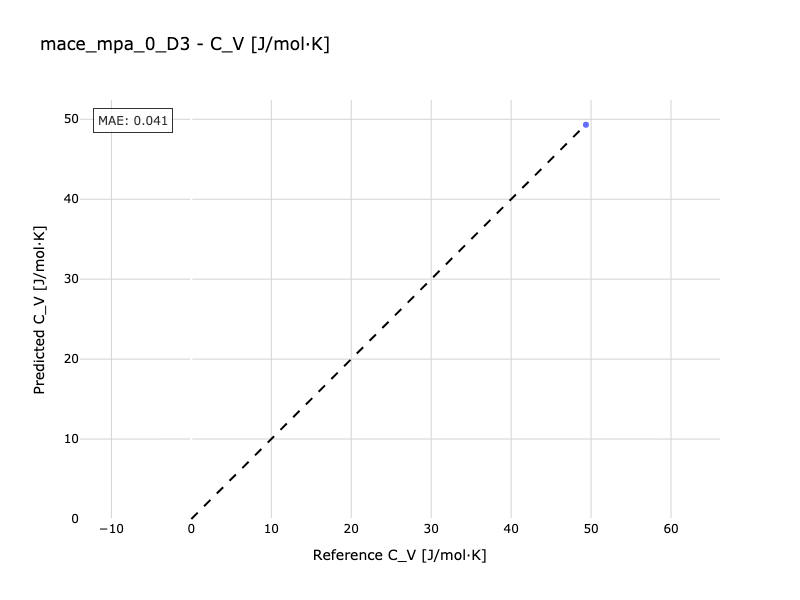 mace_mpa_0_D3 - C_V [J/mol·K]
MAE: 0.041
50
40
30
20
10
0
Predicted C_V [J/mol·K]
−10 0 10 20 30 40 50 60
Reference C_V [J/mol·K]